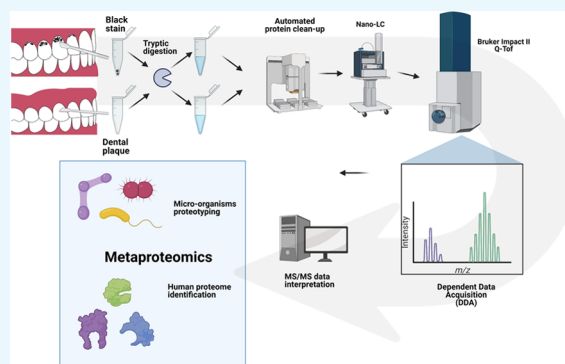 Black
stain
Tryptic
digestion
Dental
plaque
Automated
protein clean-up
Nano-LC
Bruker Impact II
Q-Tof
Intensity
m/z
Dependent Data
Acquisition
(DDA)
MS/MS data
interpretation
Micro-organisms
proteotyping
Metaproteomics
Human proteome
identification